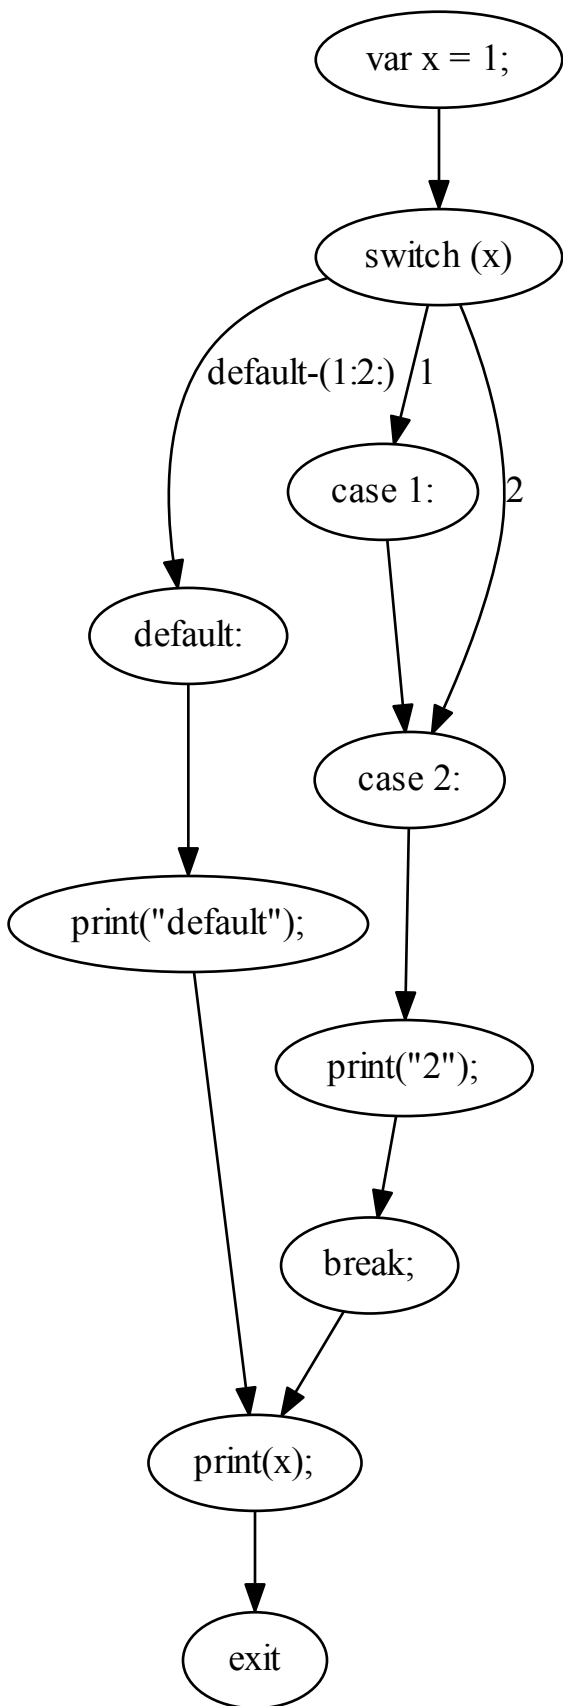 var x = 1;
switch (x)
default-(1:2:)
1
case 1:
2
default:
case 2:
print("default");
print("2");
break;
print(x);
exit